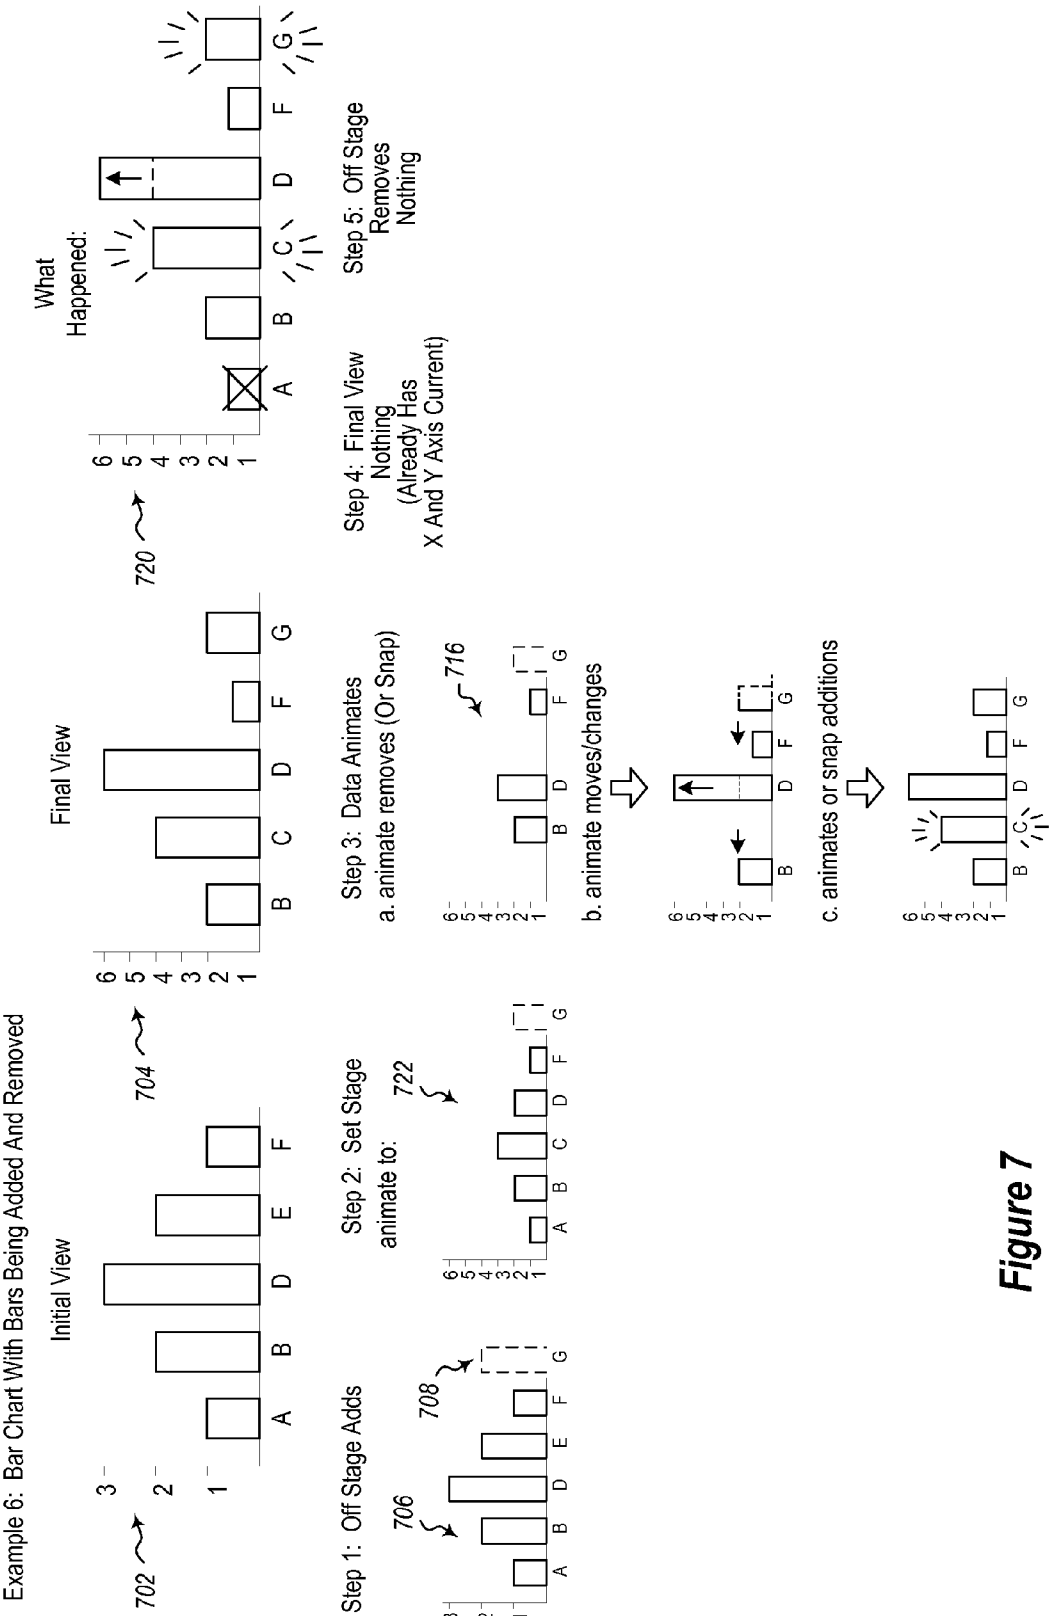 Example 6: Bar Chart With Bars Being Added And Removed
Initial View
3
2
1
A B D E F
702
Final View
6
5
4
3
2
1
B C D F G
704
What
Happened:
6
5
4
3
2
1
A B C D F G
720
Step 1: Off Stage Adds
706
708
3
2
1
A B D E F G
Step 2: Set Stage
animate to:
722
6
5
4
3
2
1
A B C D F G
Step 3: Data Animates
a. animate removes (Or Snap)
716
6
5
4
3
2
1
B D F G
b. animate moves/changes
6
5
4
3
2
1
B D F G
c. animates or snap additions
6
5
4
3
2
1
B C D F G
Step 4: Final View
Nothing
(Already Has
X And Y Axis Current)
Step 5: Off Stage
Removes
Nothing
Figure 7